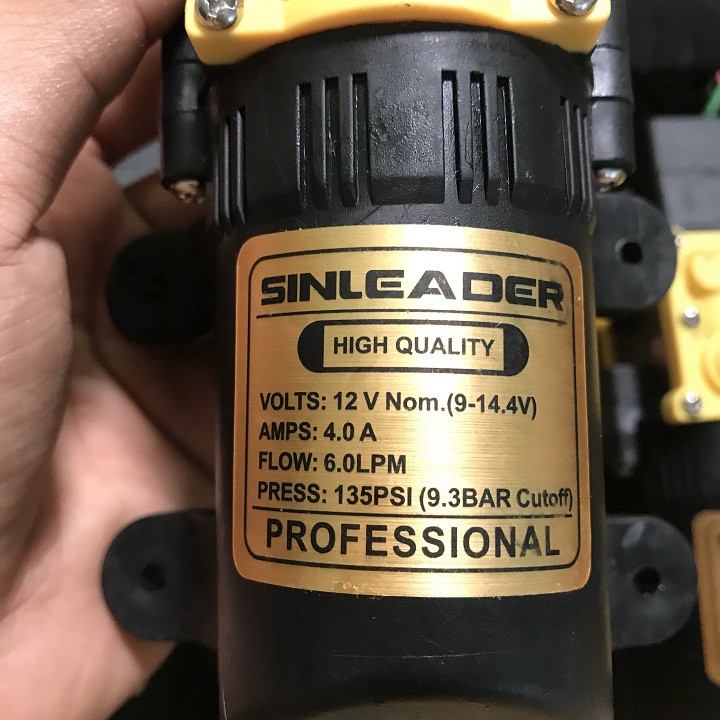 SINLEADER
HIGH QUALITY
VOLTS: 12 V Nom.(9-14.4V)
AMPS: 4.0 A
FLOW: 6.0LPM
PRESS: 135PSI (9.3BAR Cutoff)
PROFESSIONAL